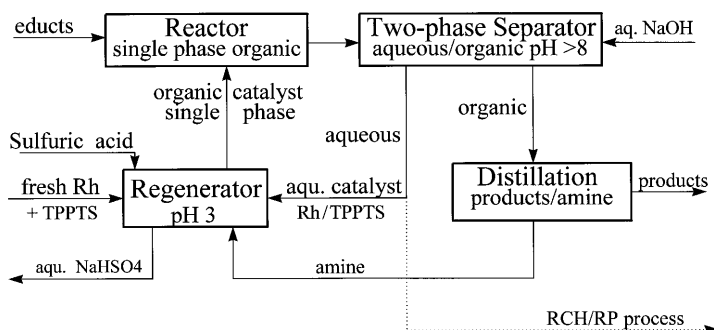 educts
Reactor
single phase organic
Two-phase Separator
aqueous/organic pH >8
aq. NaOH
organic catalyst
single phase
organic
aqueous
Sulfuric acid
fresh Rh
+ TPPTS
Regenerator
pH 3
aqu. catalyst
Rh/TPPTS
Distillation
products/amine
products
aqu. NaHSO4
amine
RCH/RP process